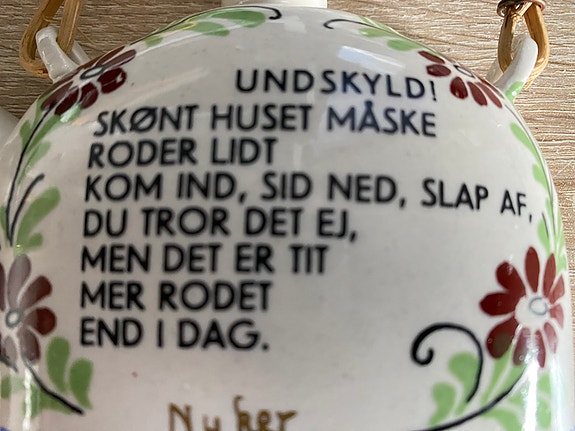 UNDSKYLD!
SKØNT HUSET MÅSKE
RODER LIDT
KOM IND, SID NED, SLAP AF,
DU TROR DET EJ,
MEN DET ER TIT
MER RODET
END I DAG.
Nyker